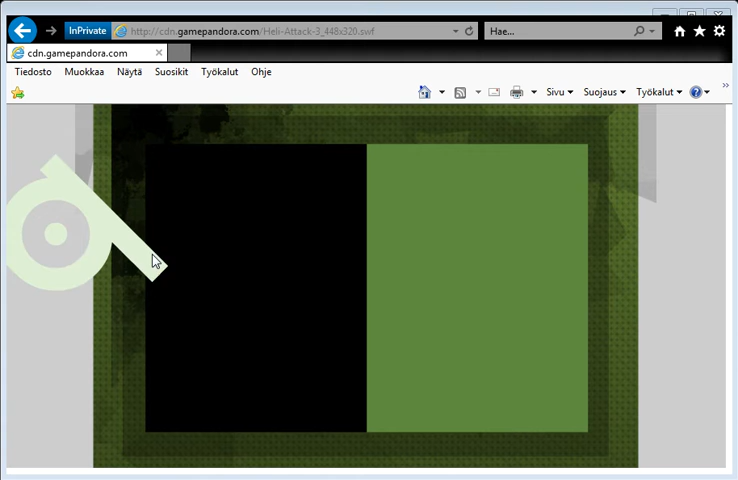 InPrivate
http://cdn.gamepandora.com/Heli-Attack-3_448x320.swf
Hae...
cdn.gamepandora.com
Tiedosto Muokkaa Näytä Suosikit Työkalut Ohje
Sivu Suojaus Työkalut